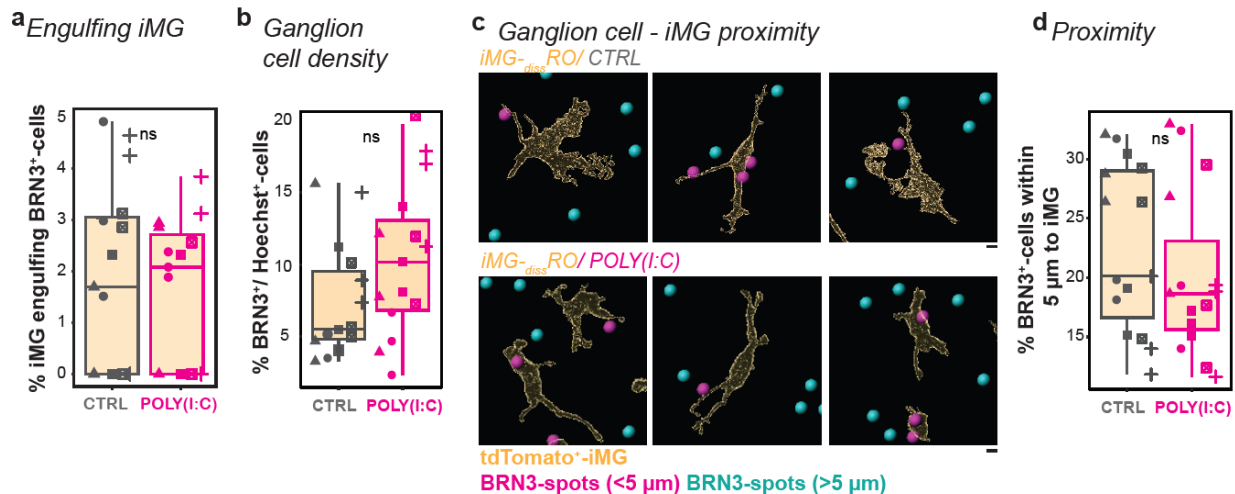 a Engulfing iMG
% iMG engulfing BRN3⁺-cells
5
4
3
2
1
0
ns
CTRL POLY(I:C)
b Ganglion
cell density
% BRN3⁺/ Hoechst⁺-cells
20
15
10
5
ns
CTRL POLY(I:C)
c Ganglion cell - iMG proximity
iMG-dissRO/ CTRL
iMG-dissRO/ POLY(I:C)
tdTomato⁺-iMG
BRN3-spots (<5 µm) BRN3-spots (>5 µm)
d Proximity
% BRN3⁺-cells within
5 µm to iMG
30
25
20
15
ns
CTRL POLY(I:C)